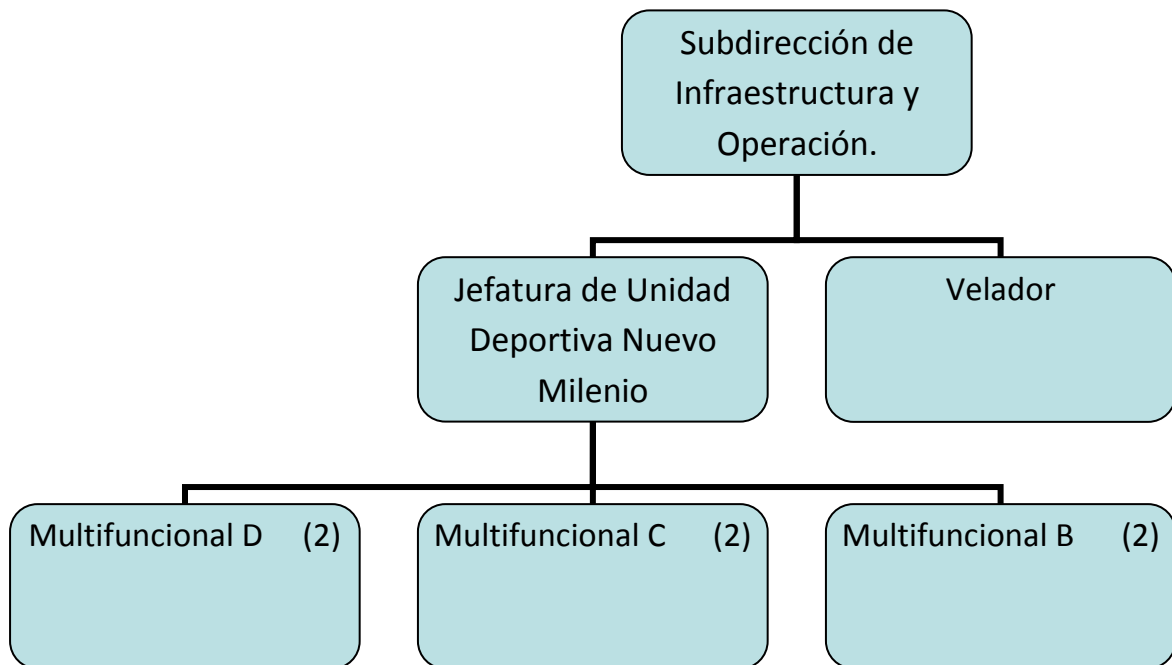 Subdirección de
Infraestructura y
Operación.
Jefatura de Unidad
Deportiva Nuevo
Milenio
Velador
Multifuncional D (2)
Multifuncional C (2)
Multifuncional B (2)